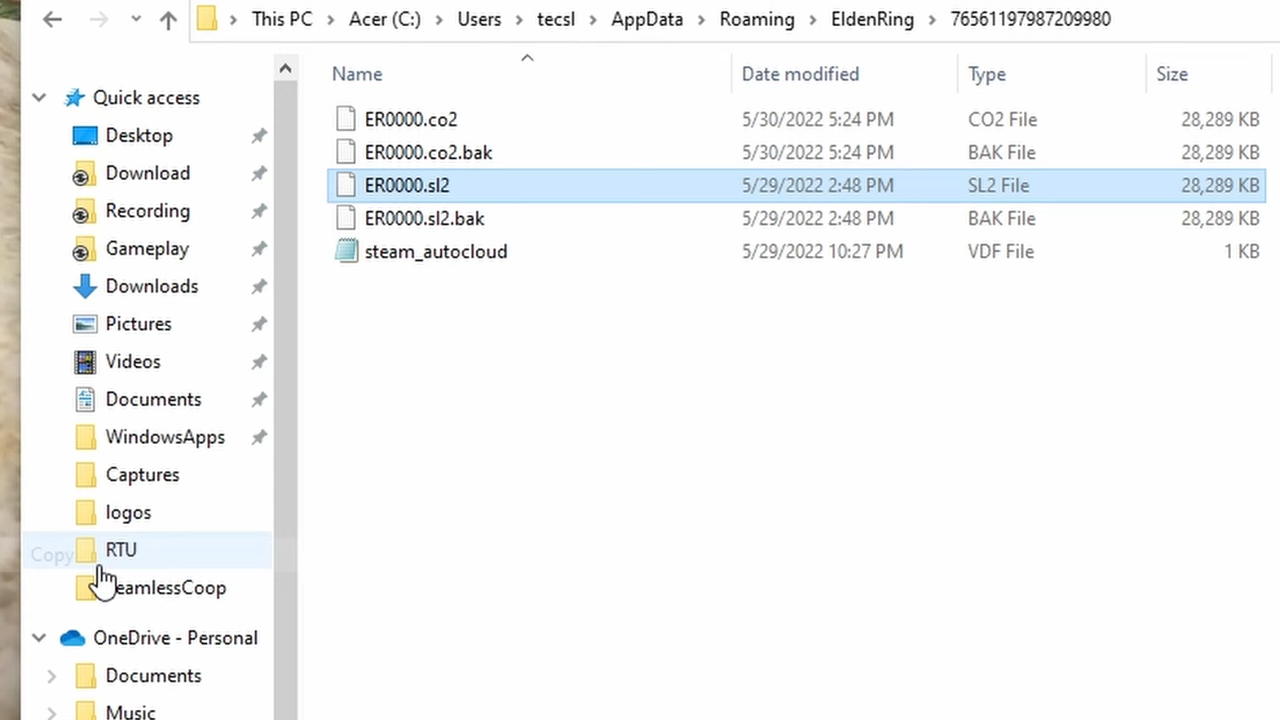 This PC > Acer (C:) > Users > tecsl > AppData > Roaming > EldenRing > 76561197987209980
Name Date modified Type Size
Quick access
Desktop
Download
Recording
Gameplay
Downloads
Pictures
Videos
Documents
WindowsApps
Captures
logos
Copy RTU
eamlessCoop
OneDrive - Personal
Documents
Music
ER0000.co2 5/30/2022 5:24 PM CO2 File 28,289 KB
ER0000.co2.bak 5/30/2022 5:24 PM BAK File 28,289 KB
ER0000.sl2 5/29/2022 2:48 PM SL2 File 28,289 KB
ER0000.sl2.bak 5/29/2022 2:48 PM BAK File 28,289 KB
steam_autocloud 5/29/2022 10:27 PM VDF File 1 KB